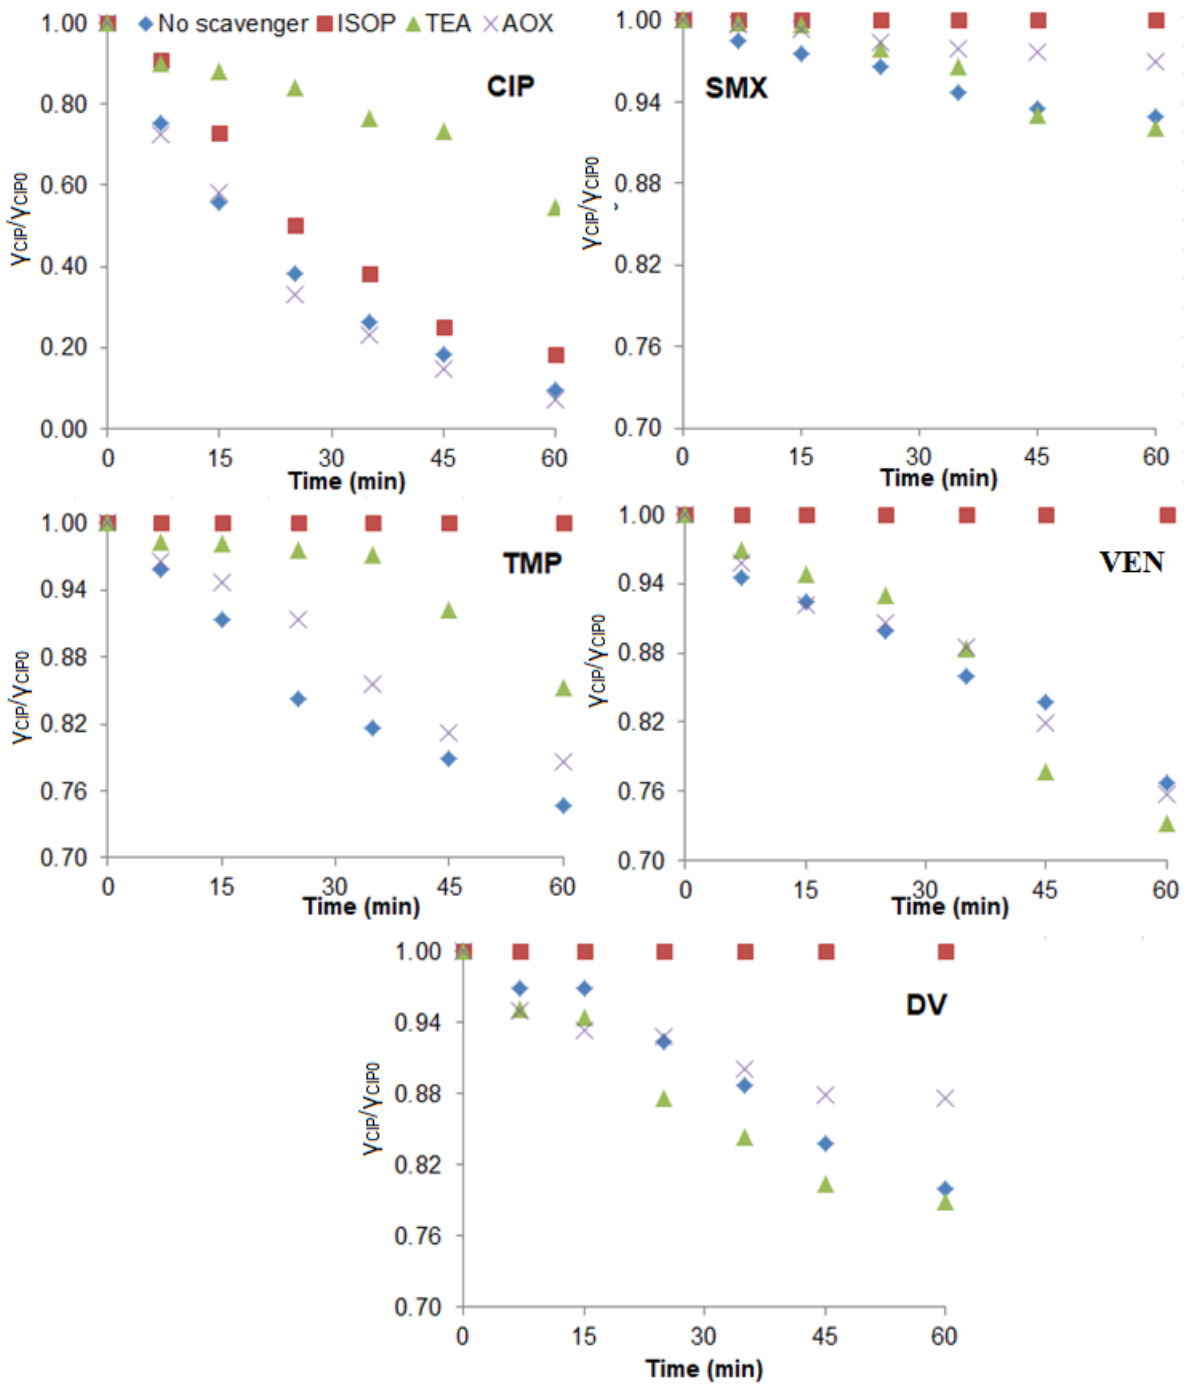 No scavenger ISOP TEA AOX
CIP
1.00
0.80
0.60
0.40
0.20
0.00
γCIP/γCIP0
0 15 30 45 60
Time (min)
SMX
1.00
0.94
0.88
0.82
0.76
0.70
γCIP/γCIP0
0 15 30 45 60
Time (min)
TMP
1.00
0.94
0.88
0.82
0.76
0.70
γCIP/γCIP0
0 15 30 45 60
Time (min)
VEN
1.00
0.94
0.88
0.82
0.76
0.70
γCIP/γCIP0
0 15 30 45 60
Time (min)
DV
1.00
0.94
0.88
0.82
0.76
0.70
γCIP/γCIP0
0 15 30 45 60
Time (min)